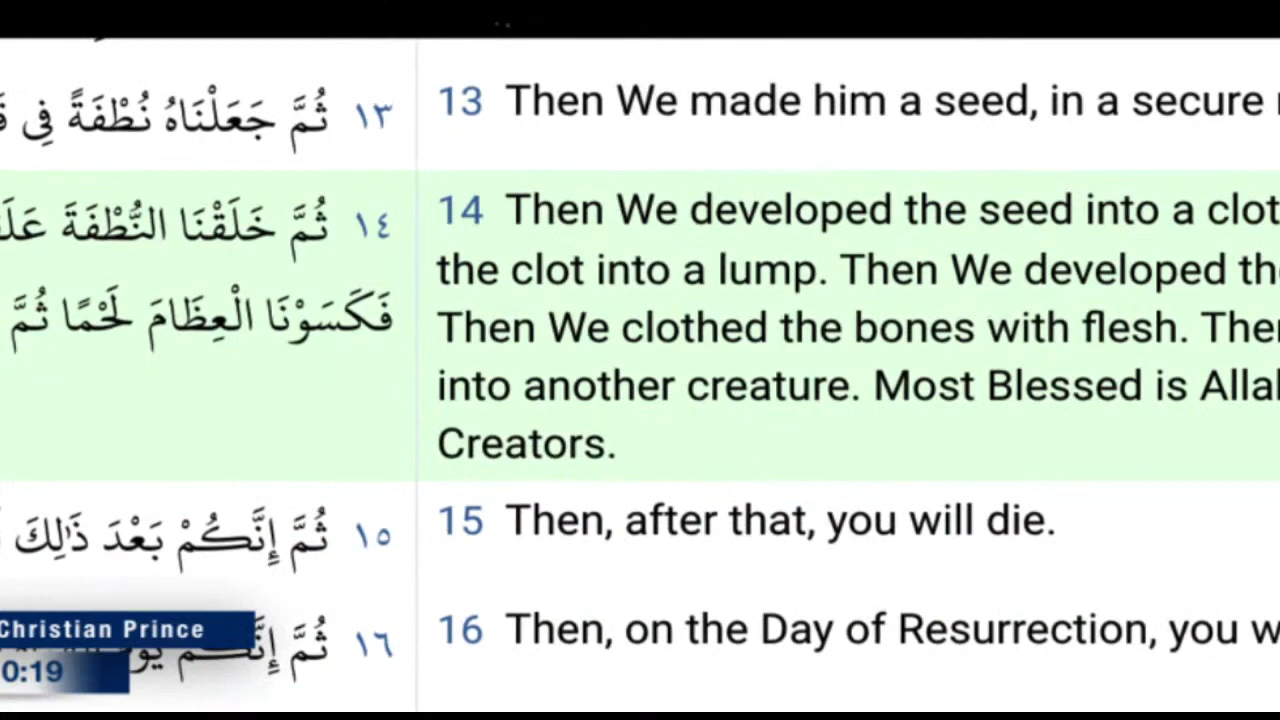 ثُمَّ جَعَلْنَاهُ نُطْفَةً فِى ١٣
13 Then We made him a seed, in a secure
ثُمَّ خَلَقْنَا النُّطْفَةَ ١٤
14 Then We developed the seed into a clot
the clot into a lump. Then We developed
فَكَسَوْنَا الْعِظَامَ لَحْمًا ثُمَّ
Then We clothed the bones with flesh.
into another creature. Most Blessed is
Creators.
ثُمَّ إِنَّكُمْ بَعْدَ ذَٰلِكَ ١٥
15 Then, after that, you will die.
ثُمَّ إِنَّكُمْ ١٦
16 Then, on the Day of Resurrection, you
Christian Prince
0:19